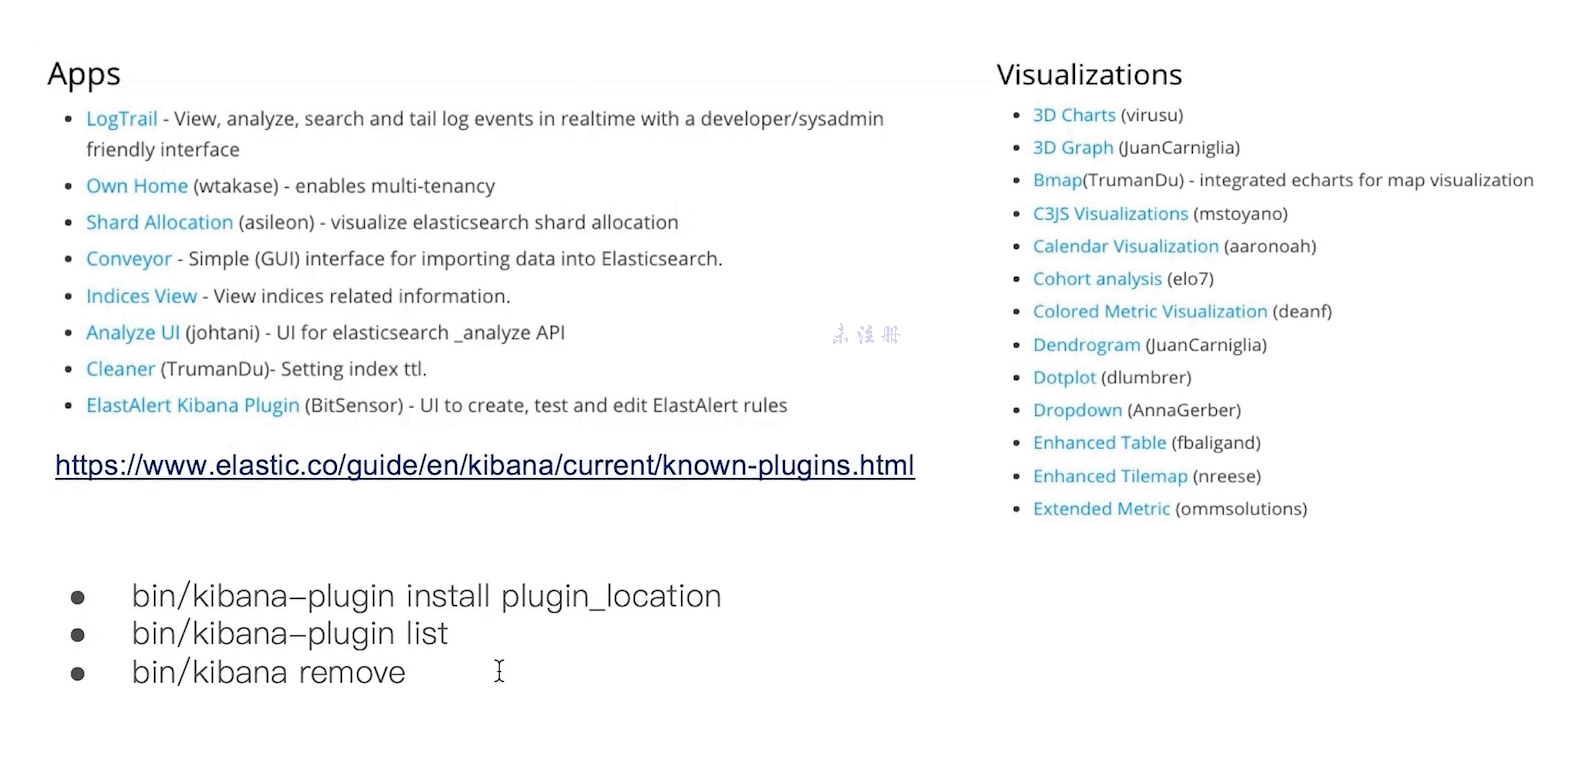 Apps
LogTrail - View, analyze, search and tail log events in realtime with a developer/sysadmin
friendly interface
Own Home (wtakase) - enables multi-tenancy
Shard Allocation (asileon) - visualize elasticsearch shard allocation
Conveyor - Simple (GUI) interface for importing data into Elasticsearch.
Indices View - View indices related information.
Analyze UI (johtani) - UI for elasticsearch _analyze API
Cleaner (TrumanDu)- Setting index ttl.
ElastAlert Kibana Plugin (BitSensor) - UI to create, test and edit ElastAlert rules
https://www.elastic.co/guide/en/kibana/current/known-plugins.html
bin/kibana–plugin install plugin_location
bin/kibana–plugin list
bin/kibana remove
未注册
Visualizations
3D Charts (virusu)
3D Graph (JuanCarniglia)
Bmap(TrumanDu) - integrated echarts for map visualization
C3JS Visualizations (mstoyano)
Calendar Visualization (aaronoah)
Cohort analysis (elo7)
Colored Metric Visualization (deanf)
Dendrogram (JuanCarniglia)
Dotplot (dlumbrer)
Dropdown (AnnaGerber)
Enhanced Table (fbaligand)
Enhanced Tilemap (nreese)
Extended Metric (ommsolutions)